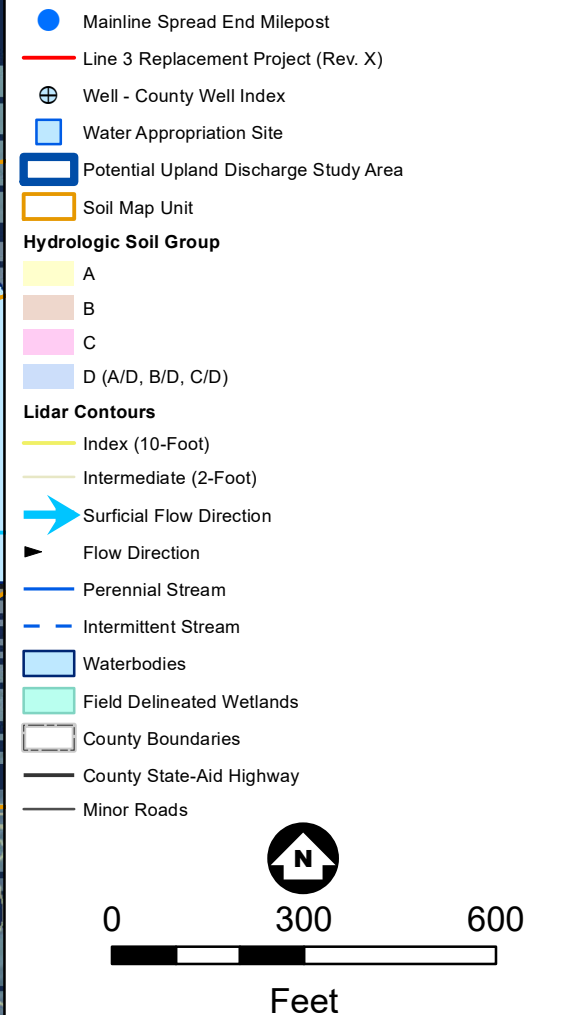 Mainline Spread End Milepost
Line 3 Replacement Project (Rev. X)
Well - County Well Index
Water Appropriation Site
Potential Upland Discharge Study Area
Soil Map Unit
Hydrologic Soil Group
A
B
C
D (A/D, B/D, C/D)
Lidar Contours
Index (10-Foot)
Intermediate (2-Foot)
Surficial Flow Direction
Flow Direction
Perennial Stream
Intermittent Stream
Waterbodies
Field Delineated Wetlands
County Boundaries
County State-Aid Highway
Minor Roads
N
0 300 600
Feet